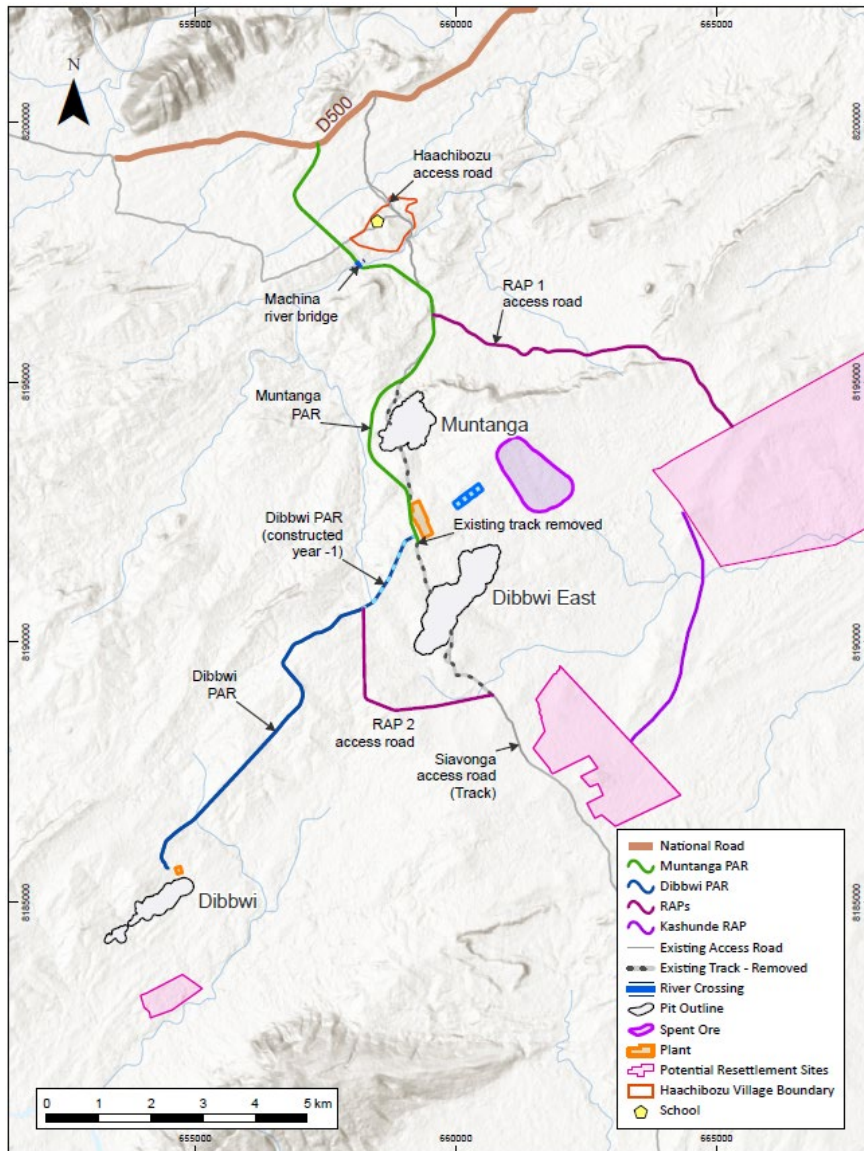 655000
660000
665000
N
8200000
8200000
D500
Haachibozu
access road
Machina
river bridge
RAP 1
access road
8195000
8195000
Muntanga
PAR
Muntanga
Dibbwi PAR
(constructed
year -1)
Existing track removed
Dibbwi East
8190000
8190000
Dibbwi
PAR
RAP 2
access road
Siavonga
access road
(Track)
8185000
8185000
Dibbwi
National Road
Muntanga PAR
Dibbwi PAR
RAPs
Kashunde RAP
Existing Access Road
Existing Track - Removed
River Crossing
Pit Outline
Spent Ore
Plant
Potential Resettlement Sites
Haachibozu Village Boundary
School
0 1 2 3 4 5 km
655000
660000
665000